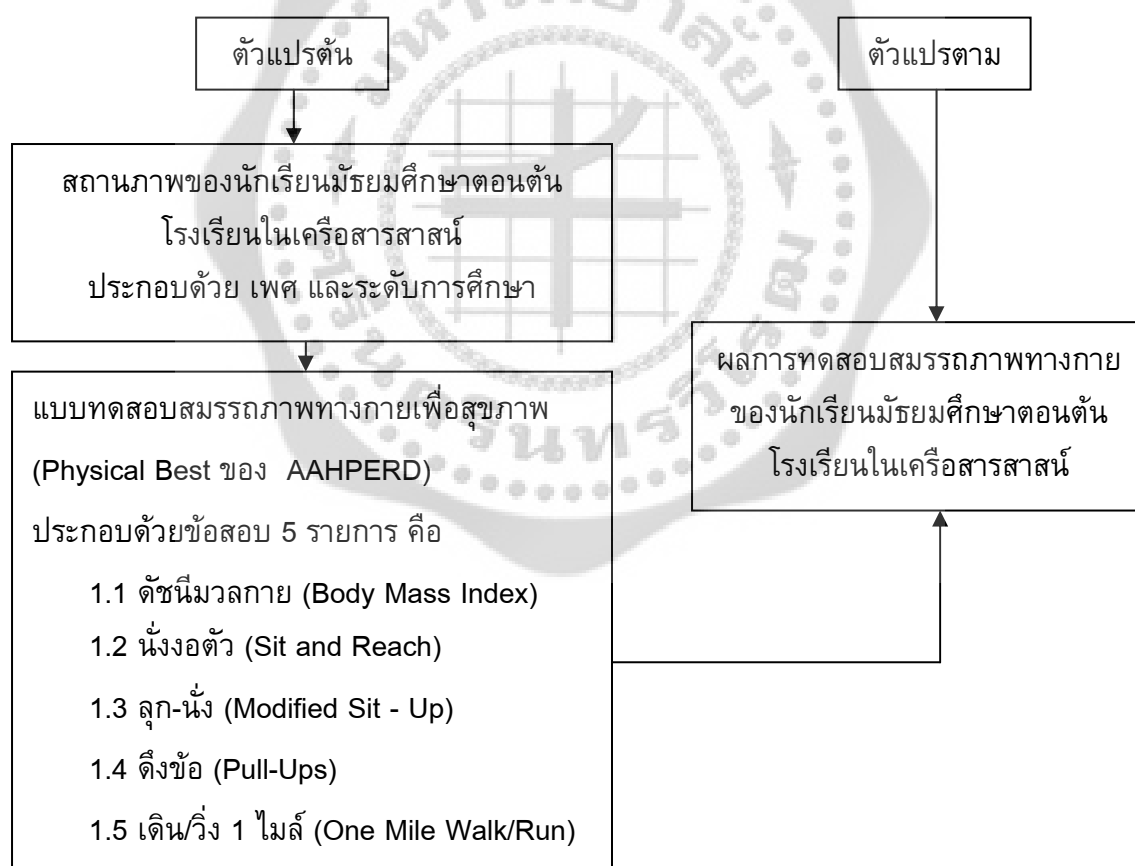 ตัวแปรต้น
ตัวแปรตาม
สถานภาพของนักเรียนมัธยมศึกษาตอนต้น
โรงเรียนในเครือสารสาสน์
ประกอบด้วย เพศ และระดับการศึกษา
ผลการทดสอบสมรรถภาพทางกาย
ของนักเรียนมัธยมศึกษาตอนต้น
โรงเรียนในเครือสารสาสน์
แบบทดสอบสมรรถภาพทางกายเพื่อสุขภาพ
(Physical Best ของ AAHPERD)
ประกอบด้วยข้อสอบ 5 รายการ คือ
1.1 ดัชนีมวลกาย (Body Mass Index)
1.2 นั่งงอตัว (Sit and Reach)
1.3 ลุก-นั่ง (Modified Sit - Up)
1.4 ดึงข้อ (Pull-Ups)
1.5 เดิน/วิ่ง 1 ไมล์ (One Mile Walk/Run)